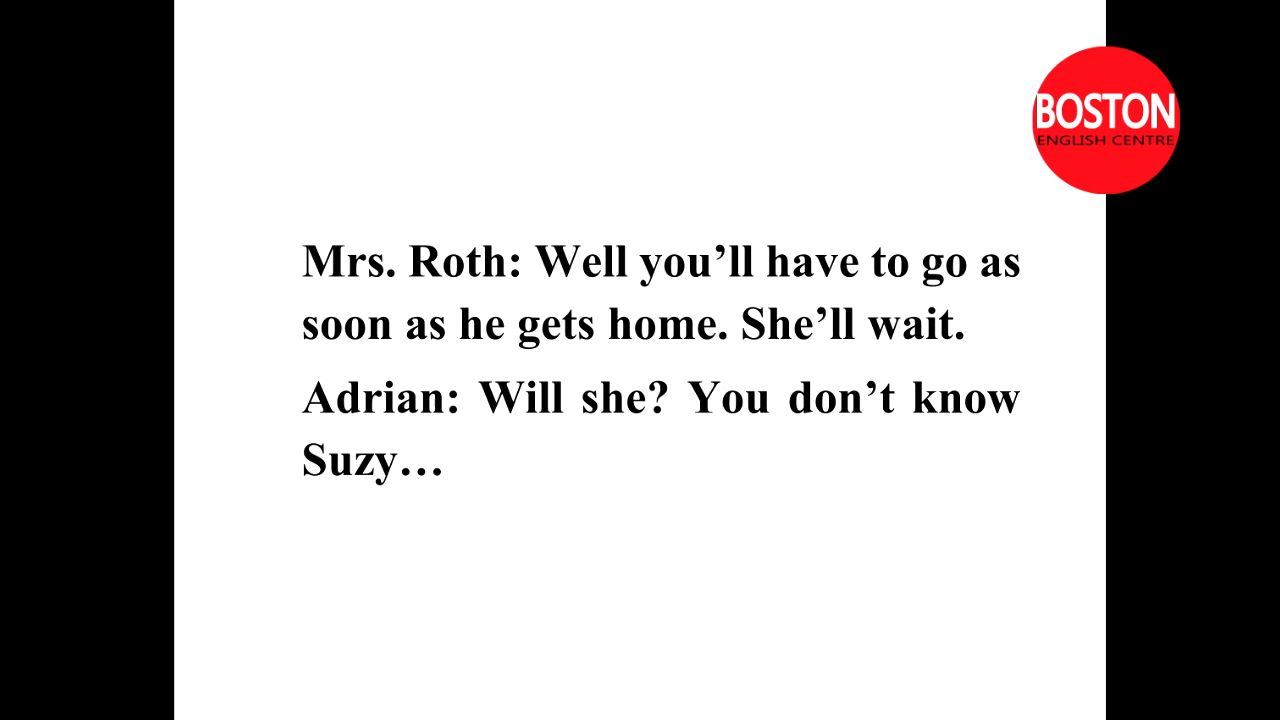 BOSTON
ENGLISH CENTRE
Mrs. Roth: Well you’ll have to go as
soon as he gets home. She’ll wait.
Adrian: Will she? You don’t know
Suzy…